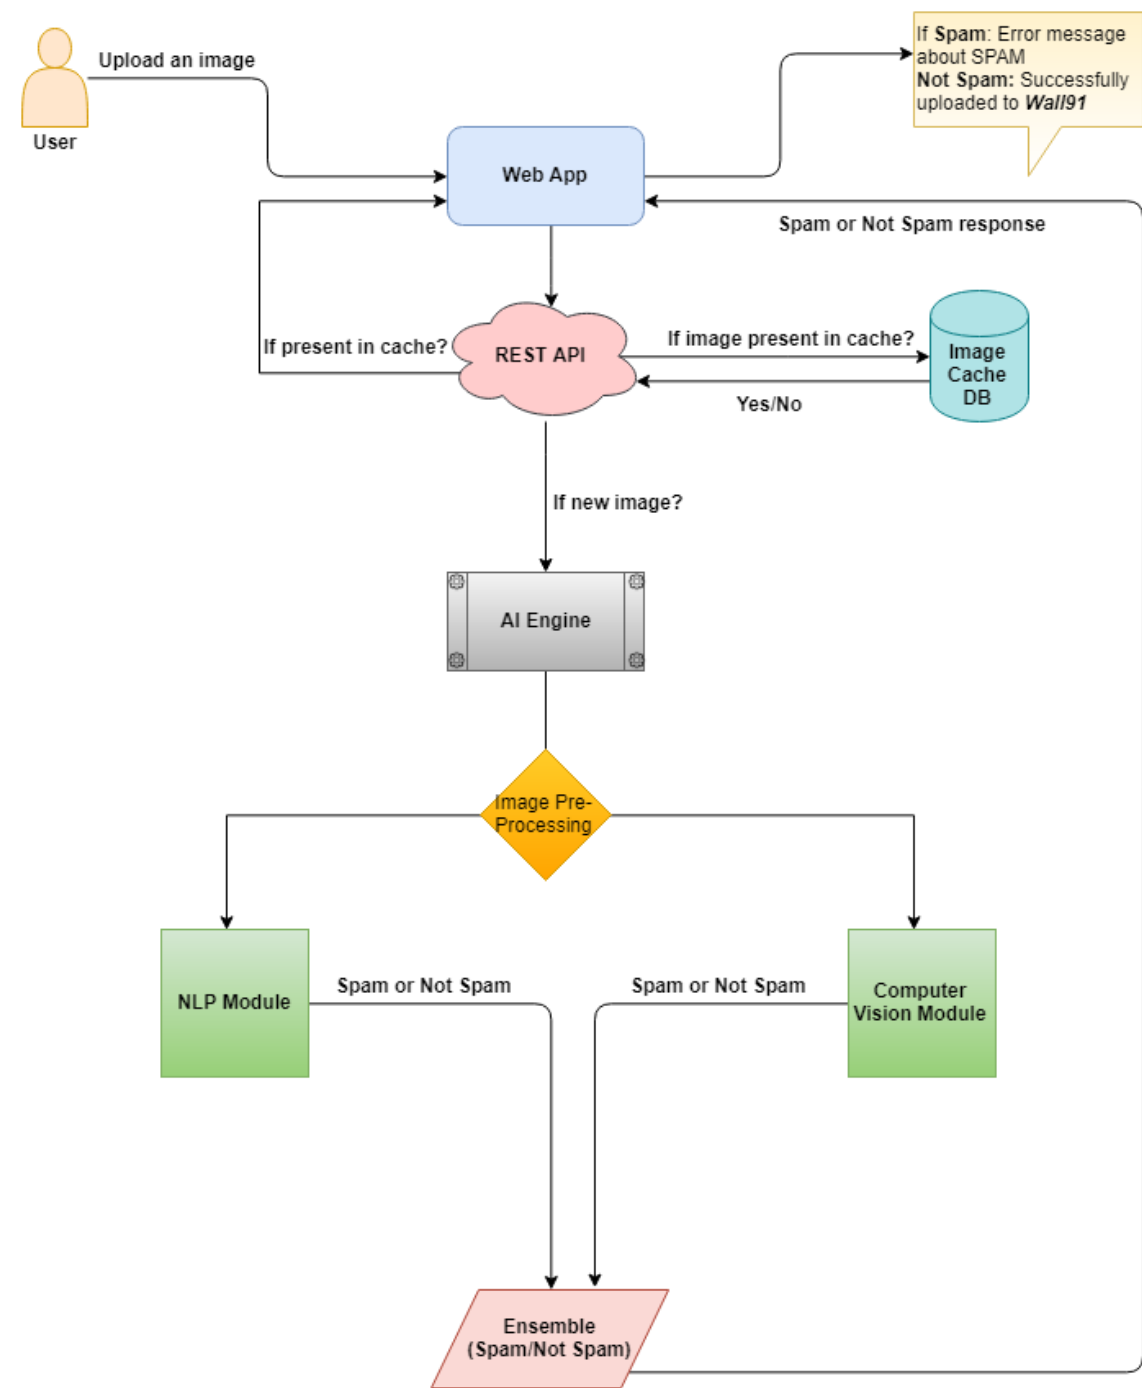 Upload an image
User
If Spam: Error message
about SPAM
Not Spam: Successfully
uploaded to Wall91
Web App
Spam or Not Spam response
If present in cache?
REST API
If image present in cache?
Image
Cache
DB
Yes/No
If new image?
AI Engine
Image Pre-
Processing
NLP Module
Spam or Not Spam
Spam or Not Spam
Computer
Vision Module
Ensemble
(Spam/Not Spam)